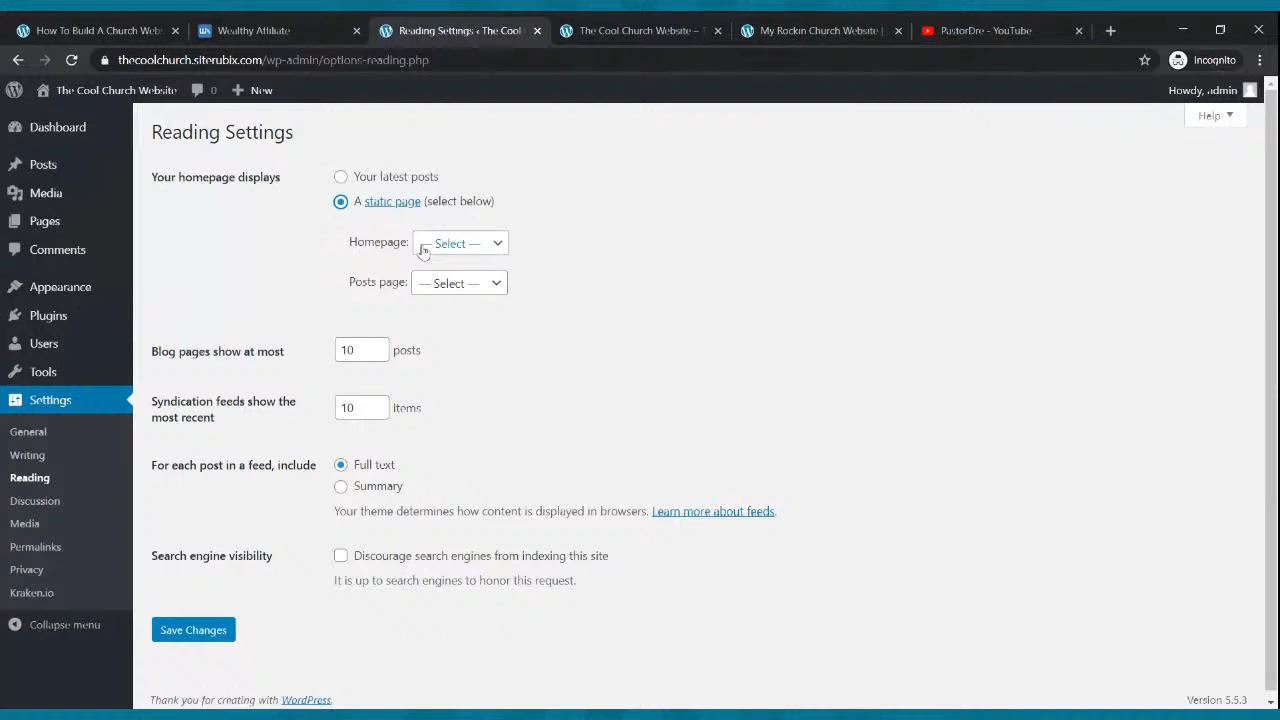 How To Build A Church Webs
Wealthy Affiliate
Reading Settings ‹ The Cool
The Cool Church Website – T
My Rockin Church Website |
PastorDre - YouTube
thecoolchurch.siterubix.com/wp-admin/options-reading.php
Incognito
The Cool Church Website
0
New
Howdy, admin
Help
Dashboard
Posts
Media
Pages
Comments
Appearance
Plugins
Users
Tools
Settings
General
Writing
Reading
Discussion
Media
Permalinks
Privacy
Kraken.io
Collapse menu
Reading Settings
Your homepage displays
Your latest posts
A static page (select below)
Homepage: — Select —
Posts page: — Select —
Blog pages show at most 10 posts
Syndication feeds show the
most recent
10 items
For each post in a feed, include
Full text
Summary
Your theme determines how content is displayed in browsers. Learn more about feeds.
Search engine visibility
Discourage search engines from indexing this site
It is up to search engines to honor this request.
Save Changes
Thank you for creating with WordPress.
Version 5.5.3